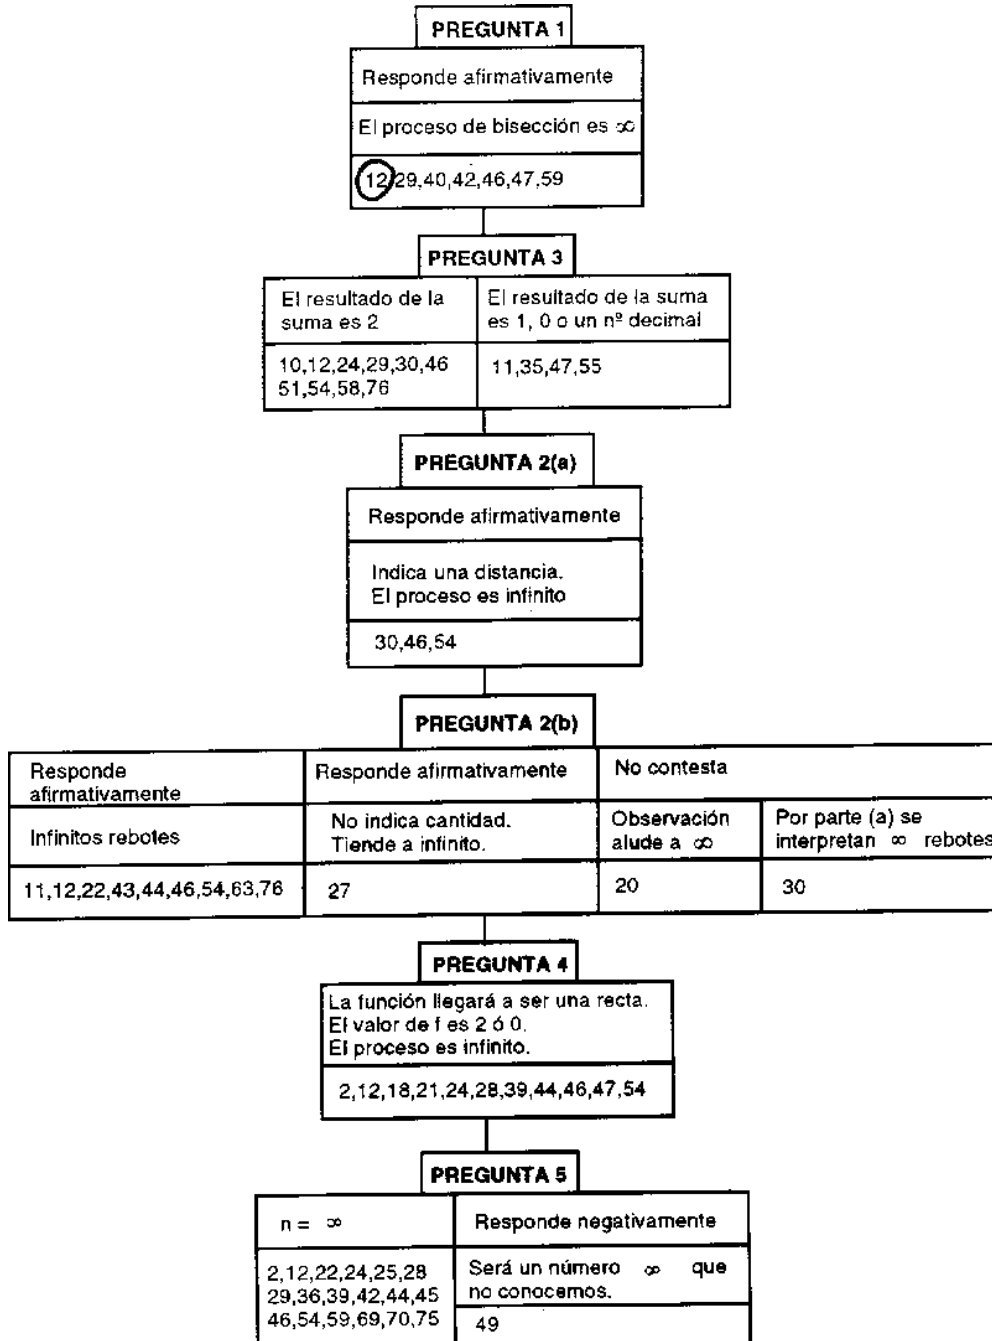 PREGUNTA 1
Responde afirmativamente
El proceso de bisección es ∞
12,29,40,42,46,47,59
PREGUNTA 3
El resultado de la
suma es 2
El resultado de la suma
es 1, 0 o un nº decimal
10,12,24,29,30,46
51,54,58,76
11,35,47,55
PREGUNTA 2(a)
Responde afirmativamente
Indica una distancia.
El proceso es infinito
30,46,54
PREGUNTA 2(b)
Responde
afirmativamente
Responde afirmativamente
No contesta
Infinitos rebotes
No indica cantidad.
Tiende a infinito.
Observación
alude a ∞
Por parte (a) se
interpretan ∞ rebotes
11,12,22,43,44,46,54,63,76
27
20
30
PREGUNTA 4
La función llegará a ser una recta.
El valor de f es 2 ó 0.
El proceso es infinito.
2,12,18,21,24,28,39,44,46,47,54
PREGUNTA 5
n = ∞
Responde negativamente
2,12,22,24,25,28
29,36,39,42,44,45
46,54,59,69,70,75
Será un número ∞ que
no conocemos.
49